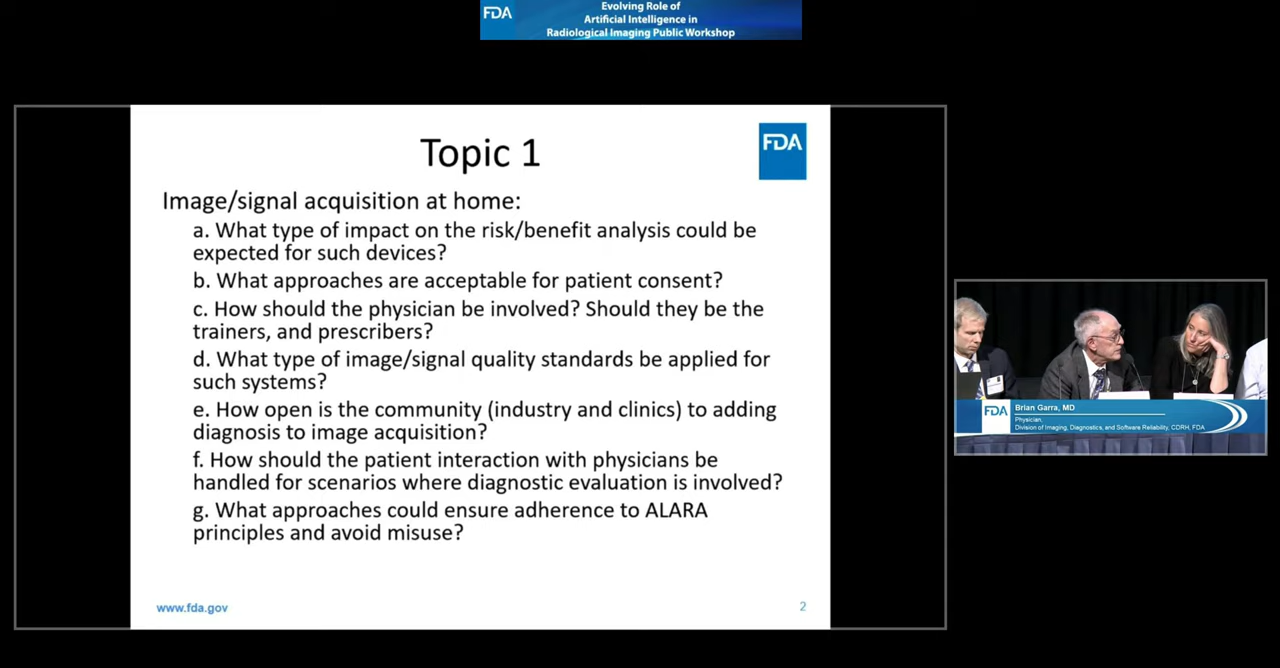 FDA
Evolving Role of
Artificial Intelligence in
Radiological Imaging Public Workshop
Topic 1
FDA
Image/signal acquisition at home:
a. What type of impact on the risk/benefit analysis could be
expected for such devices?
b. What approaches are acceptable for patient consent?
c. How should the physician be involved? Should they be the
trainers, and prescribers?
d. What type of image/signal quality standards be applied for
such systems?
e. How open is the community (industry and clinics) to adding
diagnosis to image acquisition?
f. How should the patient interaction with physicians be
handled for scenarios where diagnostic evaluation is involved?
g. What approaches could ensure adherence to ALARA
principles and avoid misuse?
www.fda.gov
2
FDA
Brian Garra, MD
Physician,
Division of Imaging, Diagnostics, and Software Reliability, CDRH, FDA